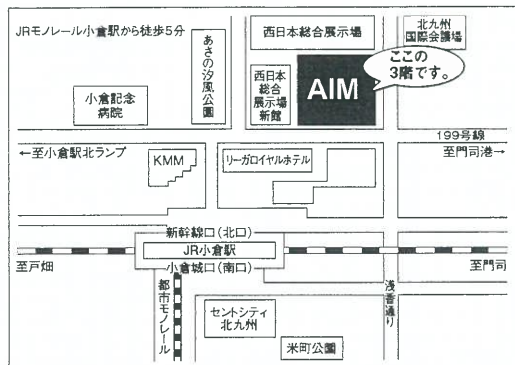 JRモノレール小倉駅から徒歩5分
あさの汐風公園
西日本総合展示場
北九州
国際会議場
小倉記念
病院
西日本
総合
展示場
新館
AIM
ここの
3階です。
199号線
←至小倉駅北ランプ
KMM
リーガロイヤルホテル
至門司港→
新幹線口(北口)
JR小倉駅
小倉城口(南口)
至戸畑
至門司
都市モノレール
浅香通り
セントシティ
北九州
米町公園